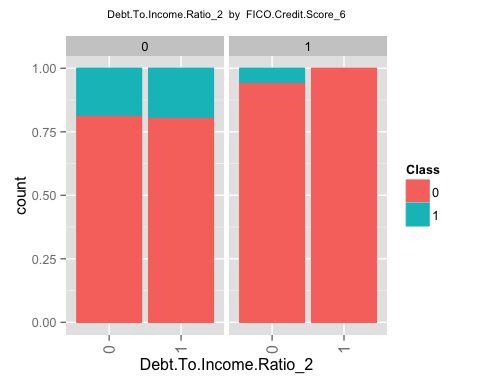 Debt.To.Income.Ratio_2 by FICO.Credit.Score_6
0 1
1.00
0.75
0.50
0.25
0.00
count
0 1 0 1
Debt.To.Income.Ratio_2
Class
0
1